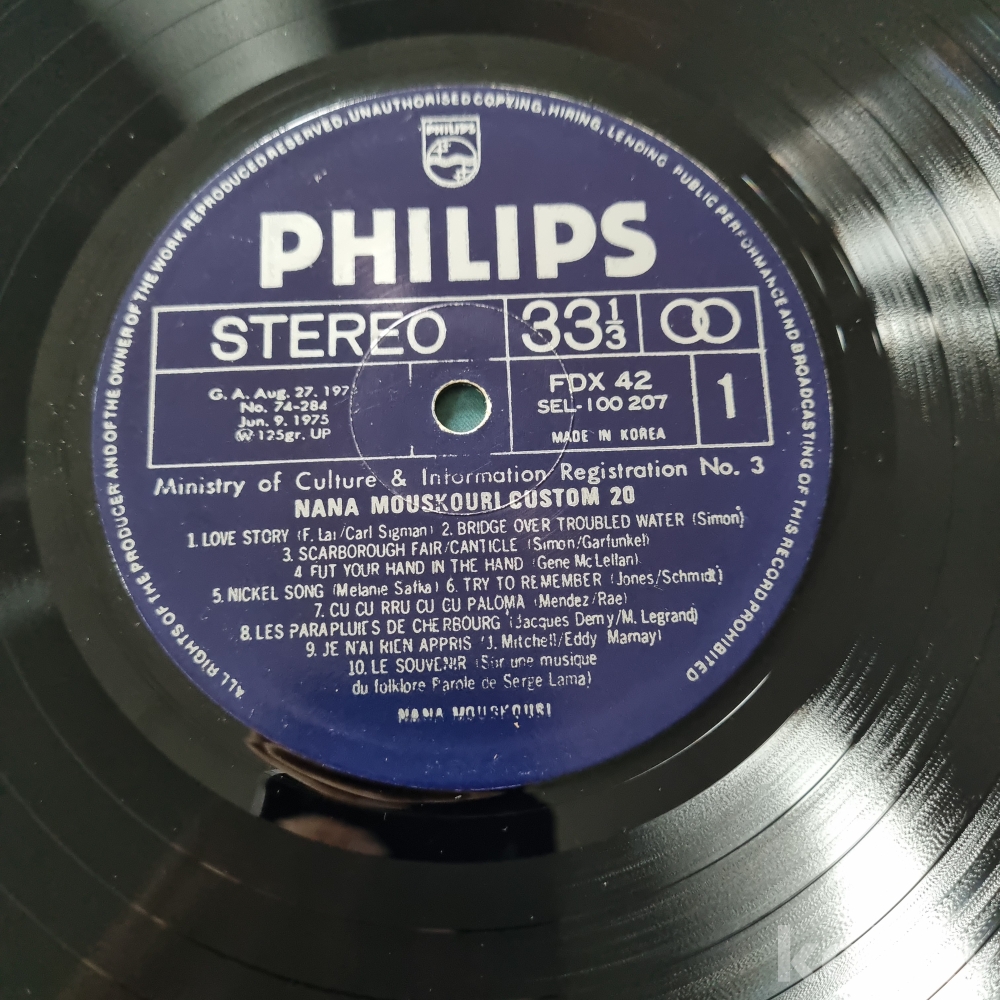 ALL RIGHTS OF THE PRODUCER AND OF THE OWNER OF THE WORK REPRODUCED RESERVED. UNAUTHORISED COPYING, HIRING, LENDING PUBLIC PERFORMANCE AND BROADCASTING OF THIS RECORD PROHIBITED
PHILIPS
PHILIPS
STEREO 33 1/3
G. A. Aug. 27. 197
No. 74-284
Jun. 9. 1975
Ⓦ 125gr. UP
FDX 42
SEL-100 207
MADE IN KOREA
1
Ministry of Culture & Information Registration No. 3
NANA MOUSKOURI CUSTOM 20
1. LOVE STORY (F. Lai/Carl Sigman) 2. BRIDGE OVER TROUBLED WATER (Simon)
3. SCARBOROUGH FAIR/CANTICLE (Simon/Garfunkel)
4 FUT YOUR HAND IN THE HAND (Gene McLellan)
5. NICKEL SONG (Melanie Safka) 6. TRY TO REMEMBER (Jones/Schmidt)
7. CU CU RRU CU CU PALOMA (Mendez/Rae)
8. LES PARAPLUIES DE CHERBOURG (Jacques Demy/M. Legrand)
9. JE N'AI RIEN APPRIS (J. Mitchell/Eddy Marnay)
10. LE SOUVENIR (Sur une musique
du folklore Parole de Serge Lama)
NANA MOUSKOURI